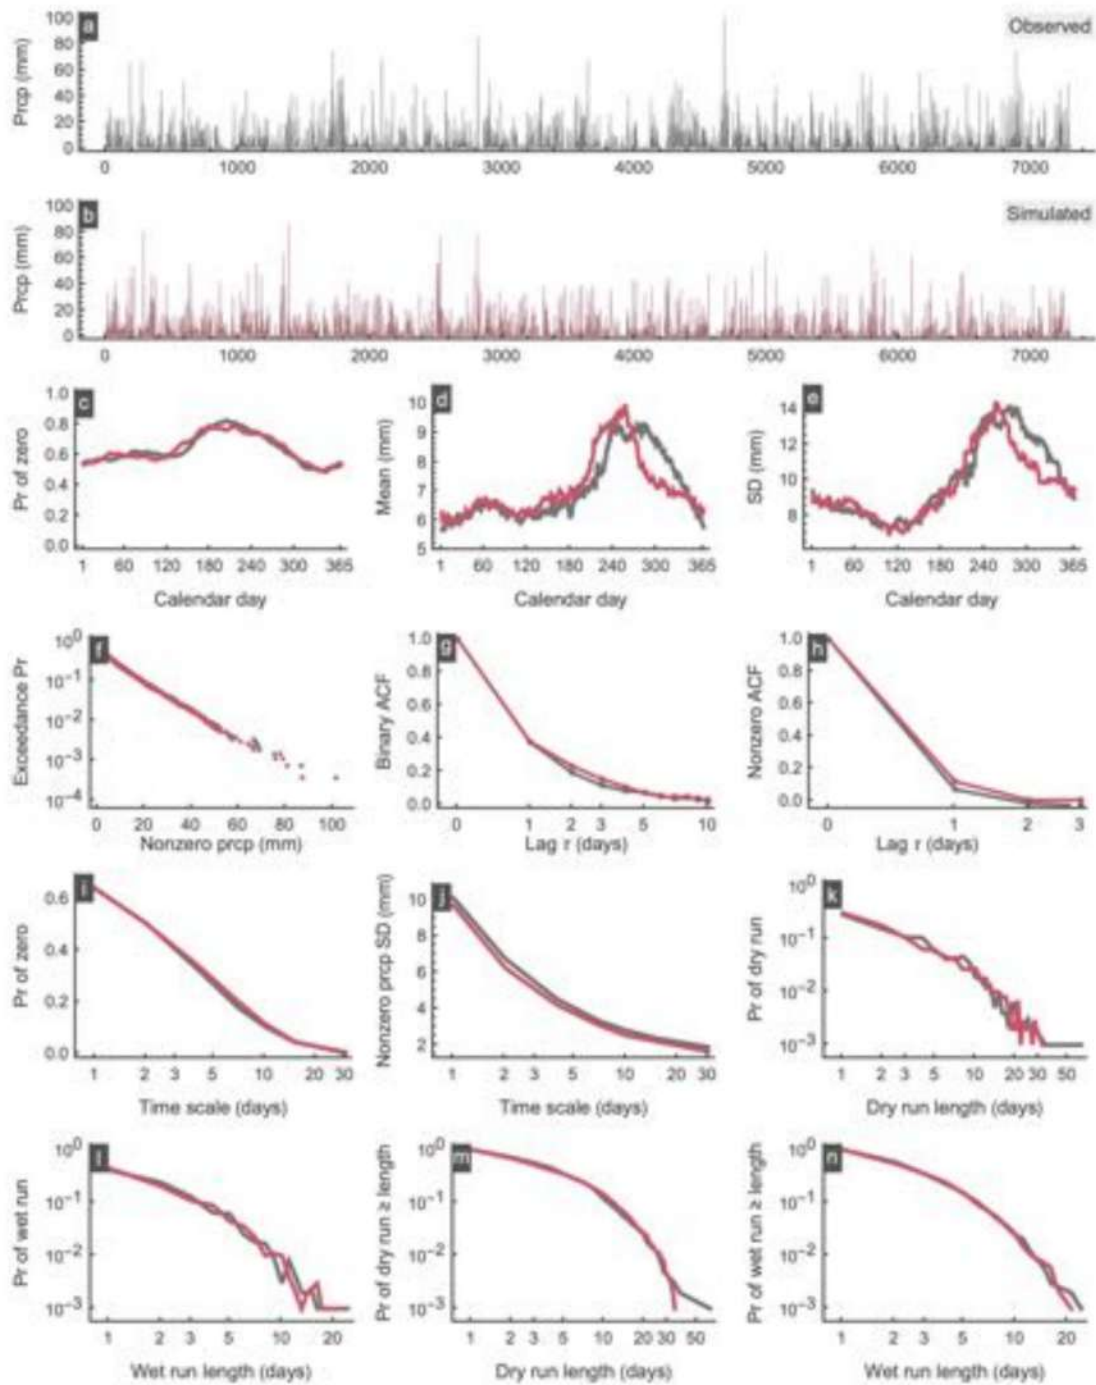 a
Observed
Prcp (mm)
100
80
60
40
20
0
0 1000 2000 3000 4000 5000 6000 7000
b
Simulated
Prcp (mm)
100
80
60
40
20
0
0 1000 2000 3000 4000 5000 6000 7000
c
Pr of zero
1.0
0.8
0.6
0.4
0.2
0.0
1 60 120 180 240 300 365
Calendar day
d
Mean (mm)
10
9
8
7
6
5
1 60 120 180 240 300 365
Calendar day
e
SD (mm)
14
12
10
8
1 60 120 180 240 300 365
Calendar day
f
Exceedance Pr
10^0
10^-1
10^-2
10^-3
10^-4
0 20 40 60 80 100
Nonzero prcp (mm)
g
Binary ACF
1.0
0.8
0.6
0.4
0.2
0.0
0 1 2 3 5 10
Lag τ (days)
h
Nonzero ACF
1.0
0.8
0.6
0.4
0.2
0.0
0 1 2 3
Lag τ (days)
i
Pr of zero
0.6
0.4
0.2
0.0
1 2 3 5 10 20 30
Time scale (days)
j
Nonzero prcp SD (mm)
10
8
6
4
2
1 2 3 5 10 20 30
Time scale (days)
k
Pr of dry run
10^0
10^-1
10^-2
10^-3
1 2 3 5 10 20 30 50
Dry run length (days)
l
Pr of wet run
10^0
10^-1
10^-2
10^-3
1 2 3 5 10 20
Wet run length (days)
m
Pr of dry run ≥ length
10^0
10^-1
10^-2
10^-3
1 2 3 5 10 20 30 50
Dry run length (days)
n
Pr of wet run ≥ length
10^0
10^-1
10^-2
10^-3
1 2 3 5 10 20
Wet run length (days)